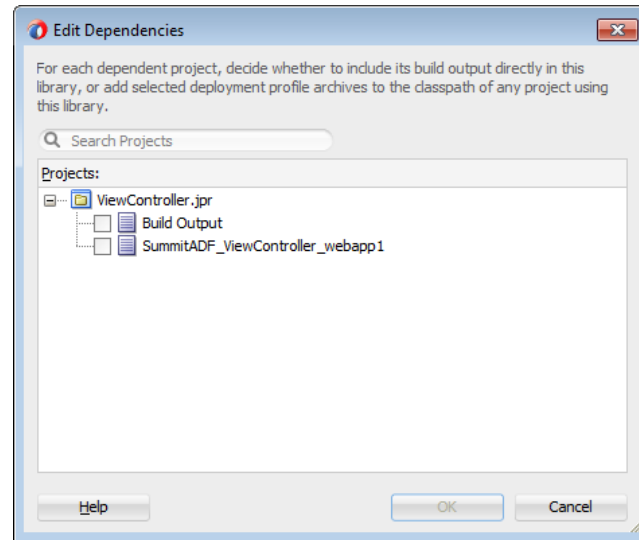 Edit Dependencies
For each dependent project, decide whether to include its build output directly in this
library, or add selected deployment profile archives to the classpath of any project using
this library.
Search Projects
Projects:
ViewController.jpr
Build Output
SummitADF_ViewController_webapp1
Help
OK
Cancel